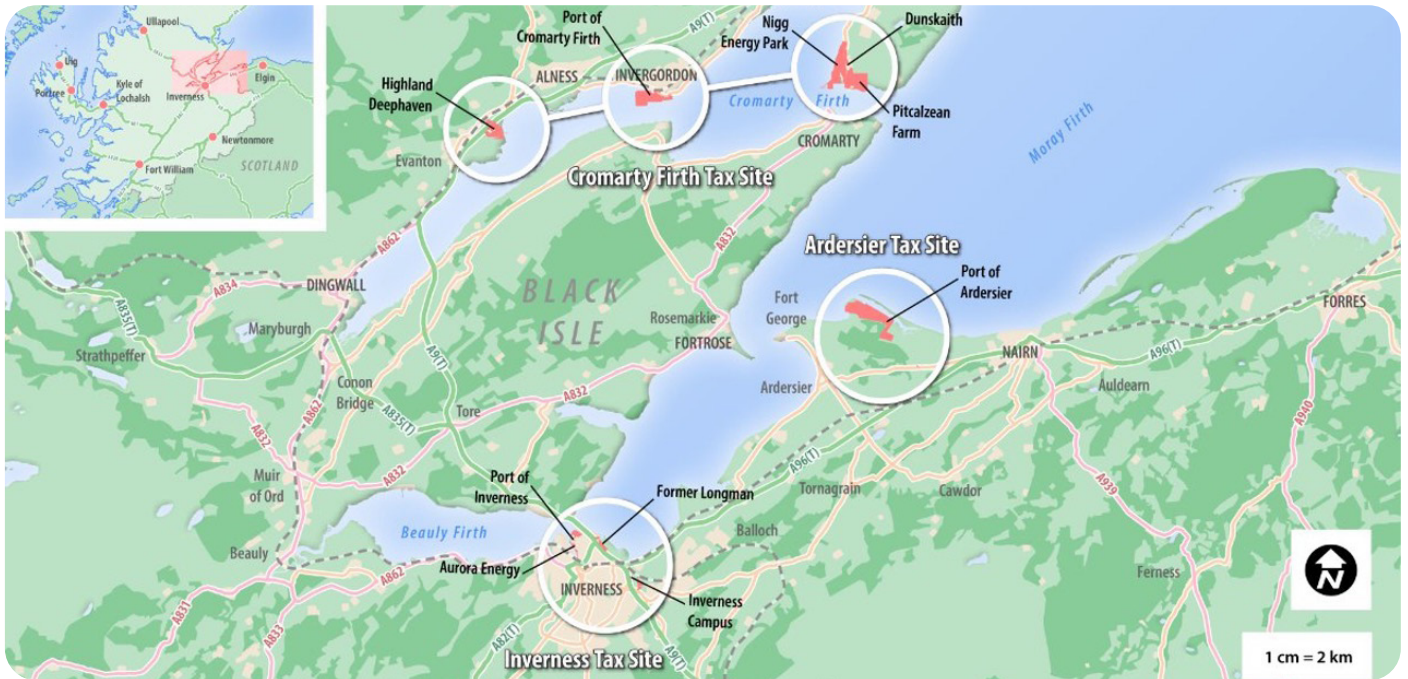 Ullapool
Uig
Portree
Kyle of
Lochalsh
Inverness
Elgin
Newtonmore
Fort William
SCOTLAND
Port of
Cromarty Firth
A9(T)
Nigg
Energy Park
Dunskaith
Highland
Deephaven
ALNESS
INVERGORDON
Cromarty Firth
Pitcalzean
Farm
CROMARTY
Evanton
Cromarty Firth Tax Site
Moray Firth
A862
A832
Ardersier Tax Site
Port of
Ardersier
DINGWALL
A834
A835(T)
BLACK
ISLE
Fort
George
Maryburgh
Rosemarkie
FORTROSE
FORRES
Strathpeffer
A9(T)
NAIRN
A96(T)
Conon
Bridge
A862
A835(T)
Tore
A832
Ardersier
Auldearn
A940
A832
Muir
of Ord
A832
Port of
Inverness
Former Longman
A96(T)
Tornagrain
Cawdor
A939
Beauly Firth
Balloch
Beauly
Aurora Energy
A862
INVERNESS
Inverness
Campus
Ferness
N
A831
A833
A82(T)
A9(T)
Inverness Tax Site
1 cm = 2 km